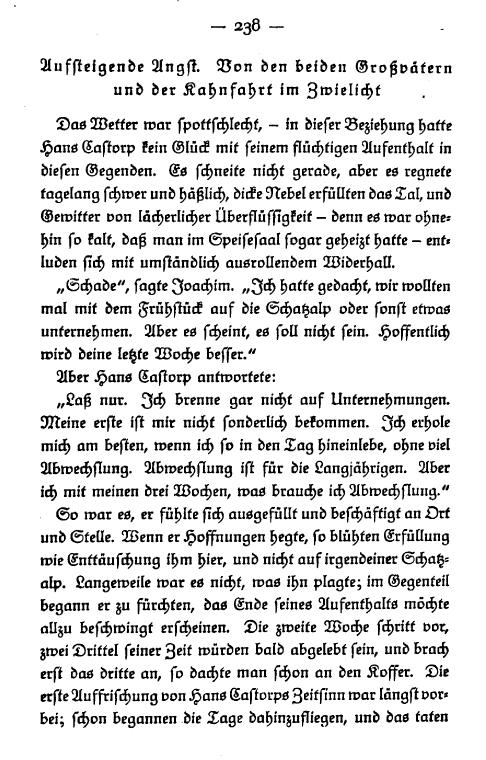 — 238 —
Aufsteigende Angst. Von den beiden Großvätern
und der Kahnfahrt im Zwielicht
Das Wetter war spottschlecht, – in dieser Beziehung hatte
Hans Castorp kein Glück mit seinem flüchtigen Aufenthalt in
diesen Gegenden. Es schneite nicht gerade, aber es regnete
tagelang schwer und häßlich, dicke Nebel erfüllten das Tal, und
Gewitter von lächerlicher Überflüssigkeit – denn es war ohne-
hin so kalt, daß man im Speisesaal sogar geheizt hatte – ent-
luden sich mit umständlich ausrollendem Widerhall.
„Schade“, sagte Joachim. „Ich hatte gedacht, wir wollten
mal mit dem Frühstück auf die Schatzalp oder sonst etwas
unternehmen. Aber es scheint, es soll nicht sein. Hoffentlich
wird deine letzte Woche besser.“
Aber Hans Castorp antwortete:
„Laß nur. Ich brenne gar nicht auf Unternehmungen.
Meine erste ist mir nicht sonderlich bekommen. Ich erhole
mich am besten, wenn ich so in den Tag hineinlebe, ohne viel
Abwechslung. Abwechslung ist für die Langjährigen. Aber
ich mit meinen drei Wochen, was brauche ich Abwechslung.“
So war es, er fühlte sich ausgefüllt und beschäftigt an Ort
und Stelle. Wenn er Hoffnungen hegte, so blühten Erfüllung
wie Enttäuschung ihm hier, und nicht auf irgendeiner Schatz-
alp. Langeweile war es nicht, was ihn plagte; im Gegenteil
begann er zu fürchten, das Ende seines Aufenthalts möchte
allzu beschwingt erscheinen. Die zweite Woche schritt vor,
zwei Drittel seiner Zeit würden bald abgelebt sein, und brach
erst das dritte an, so dachte man schon an den Koffer. Die
erste Auffrischung von Hans Castorps Zeitsinn war längst vor-
bei; schon begannen die Tage dahinzufliegen, und das taten